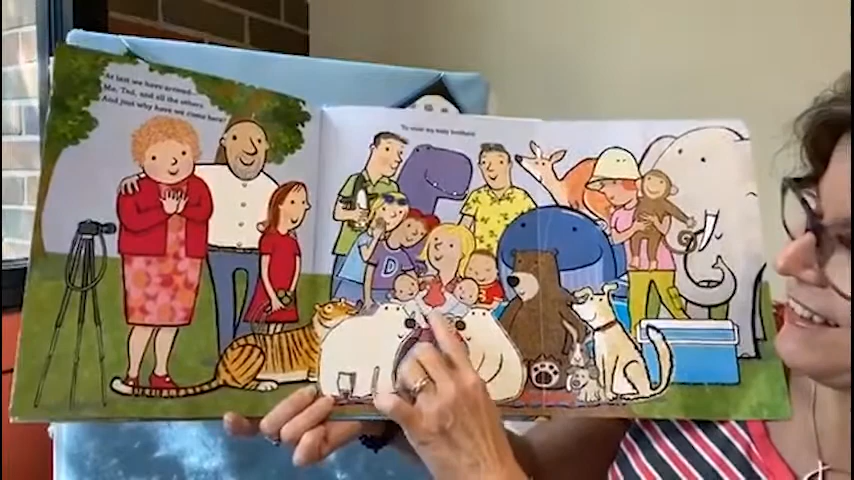 At last we have arrived—
Me, Ted, and all the others.
And just why have we come here?
To meet my baby brothers!
D